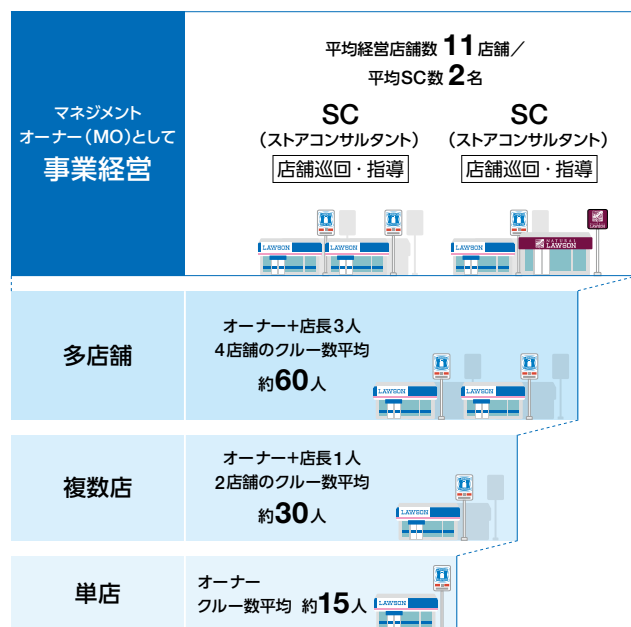 マネジメント
オーナー(MO)として
事業経営
平均経営店舗数 11店舗/
平均SC数 2名
SC
(ストアコンサルタント)
店舗巡回・指導
SC
(ストアコンサルタント)
店舗巡回・指導
LAWSON
LAWSON
LAWSON
NATURAL
LAWSON
多店舗
オーナー+店長3人
4店舗のクルー数平均
約60人
LAWSON
LAWSON
複数店
オーナー+店長1人
2店舗のクルー数平均
約30人
LAWSON
単店
オーナー
クルー数平均 約15人
LAWSON